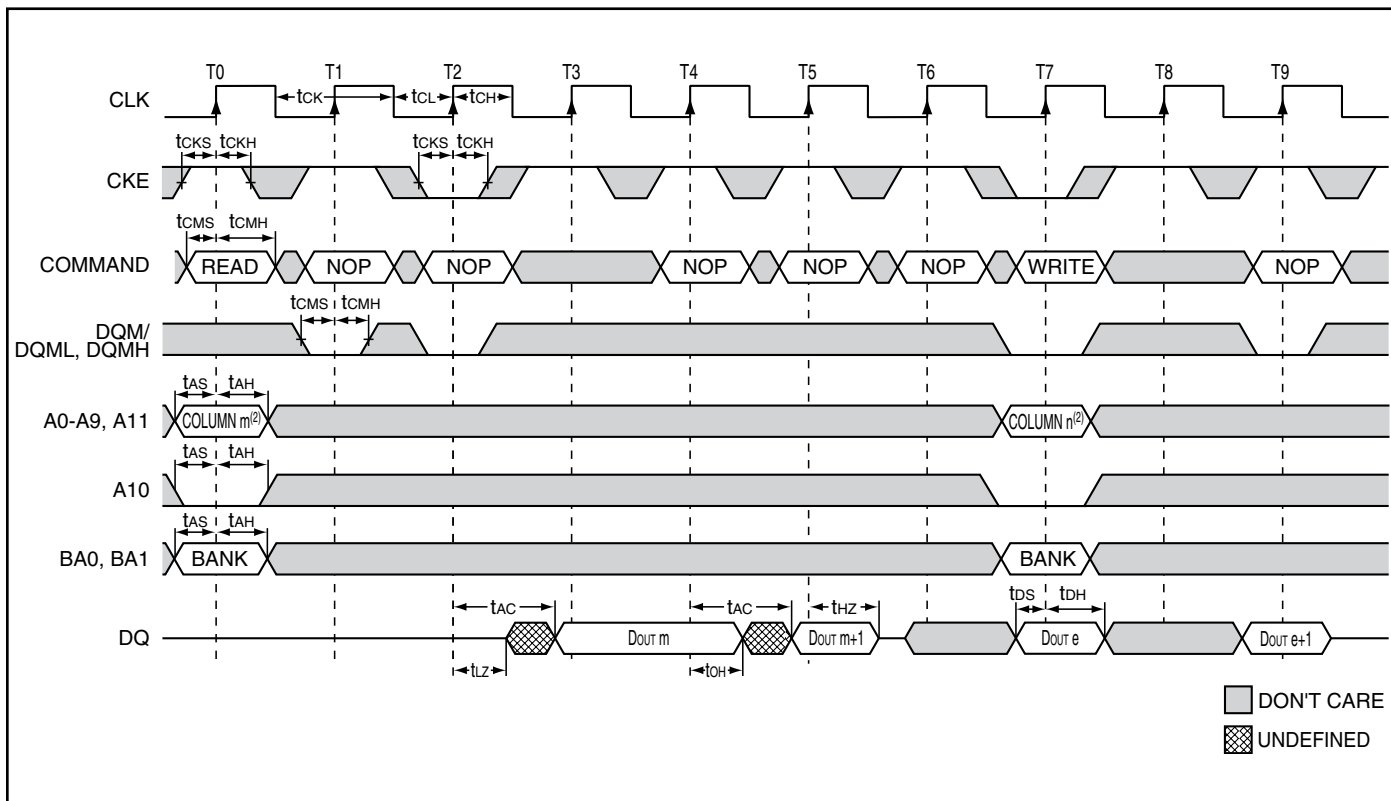 T0 T1 T2 T3 T4 T5 T6 T7 T8 T9
CLK tCK tCL tCH
tCKS tCKH tCKS tCKH
CKE
tCMS tCMH
COMMAND READ NOP NOP NOP NOP NOP WRITE NOP
tCMS tCMH
DQM/
DQML, DQMH
tAS tAH
A0-A9, A11 COLUMN m(2) COLUMN n(2)
tAS tAH
A10
tAS tAH
BA0, BA1 BANK BANK
tAC tAC tHZ tDS tDH
DQ DOUT m DOUT m+1 DOUT e DOUT e+1
tLZ tOH
DON'T CARE
UNDEFINED